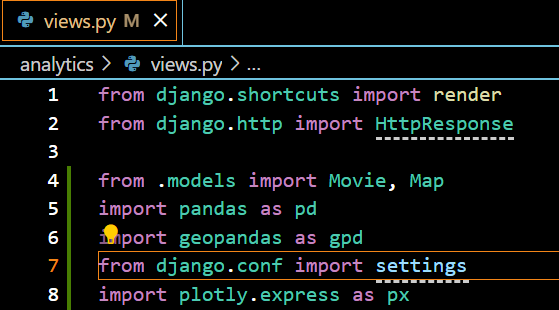 views.py M ×
analytics > views.py > ...
1 from django.shortcuts import render
2 from django.http import HttpResponse
3
4 from .models import Movie, Map
5 import pandas as pd
6 import geopandas as gpd
7 from django.conf import settings
8 import plotly.express as px